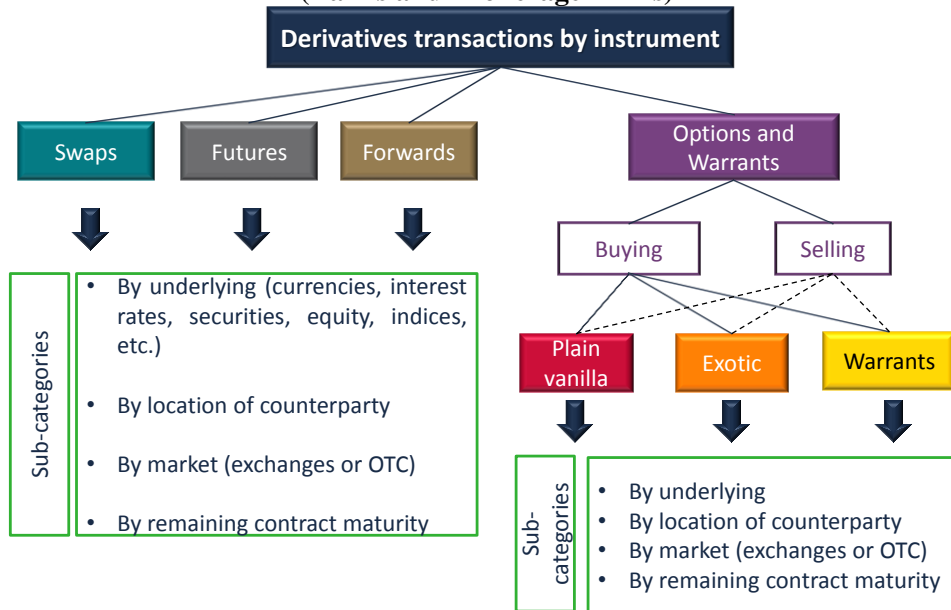 Derivatives transactions by instrument
Swaps
Futures
Forwards
Options and
Warrants
Buying
Selling
Plain
vanilla
Exotic
Warrants
Sub-categories
• By underlying (currencies, interest
rates, securities, equity, indices,
etc.)
• By location of counterparty
• By market (exchanges or OTC)
• By remaining contract maturity
Sub-
categories
• By underlying
• By location of counterparty
• By market (exchanges or OTC)
• By remaining contract maturity